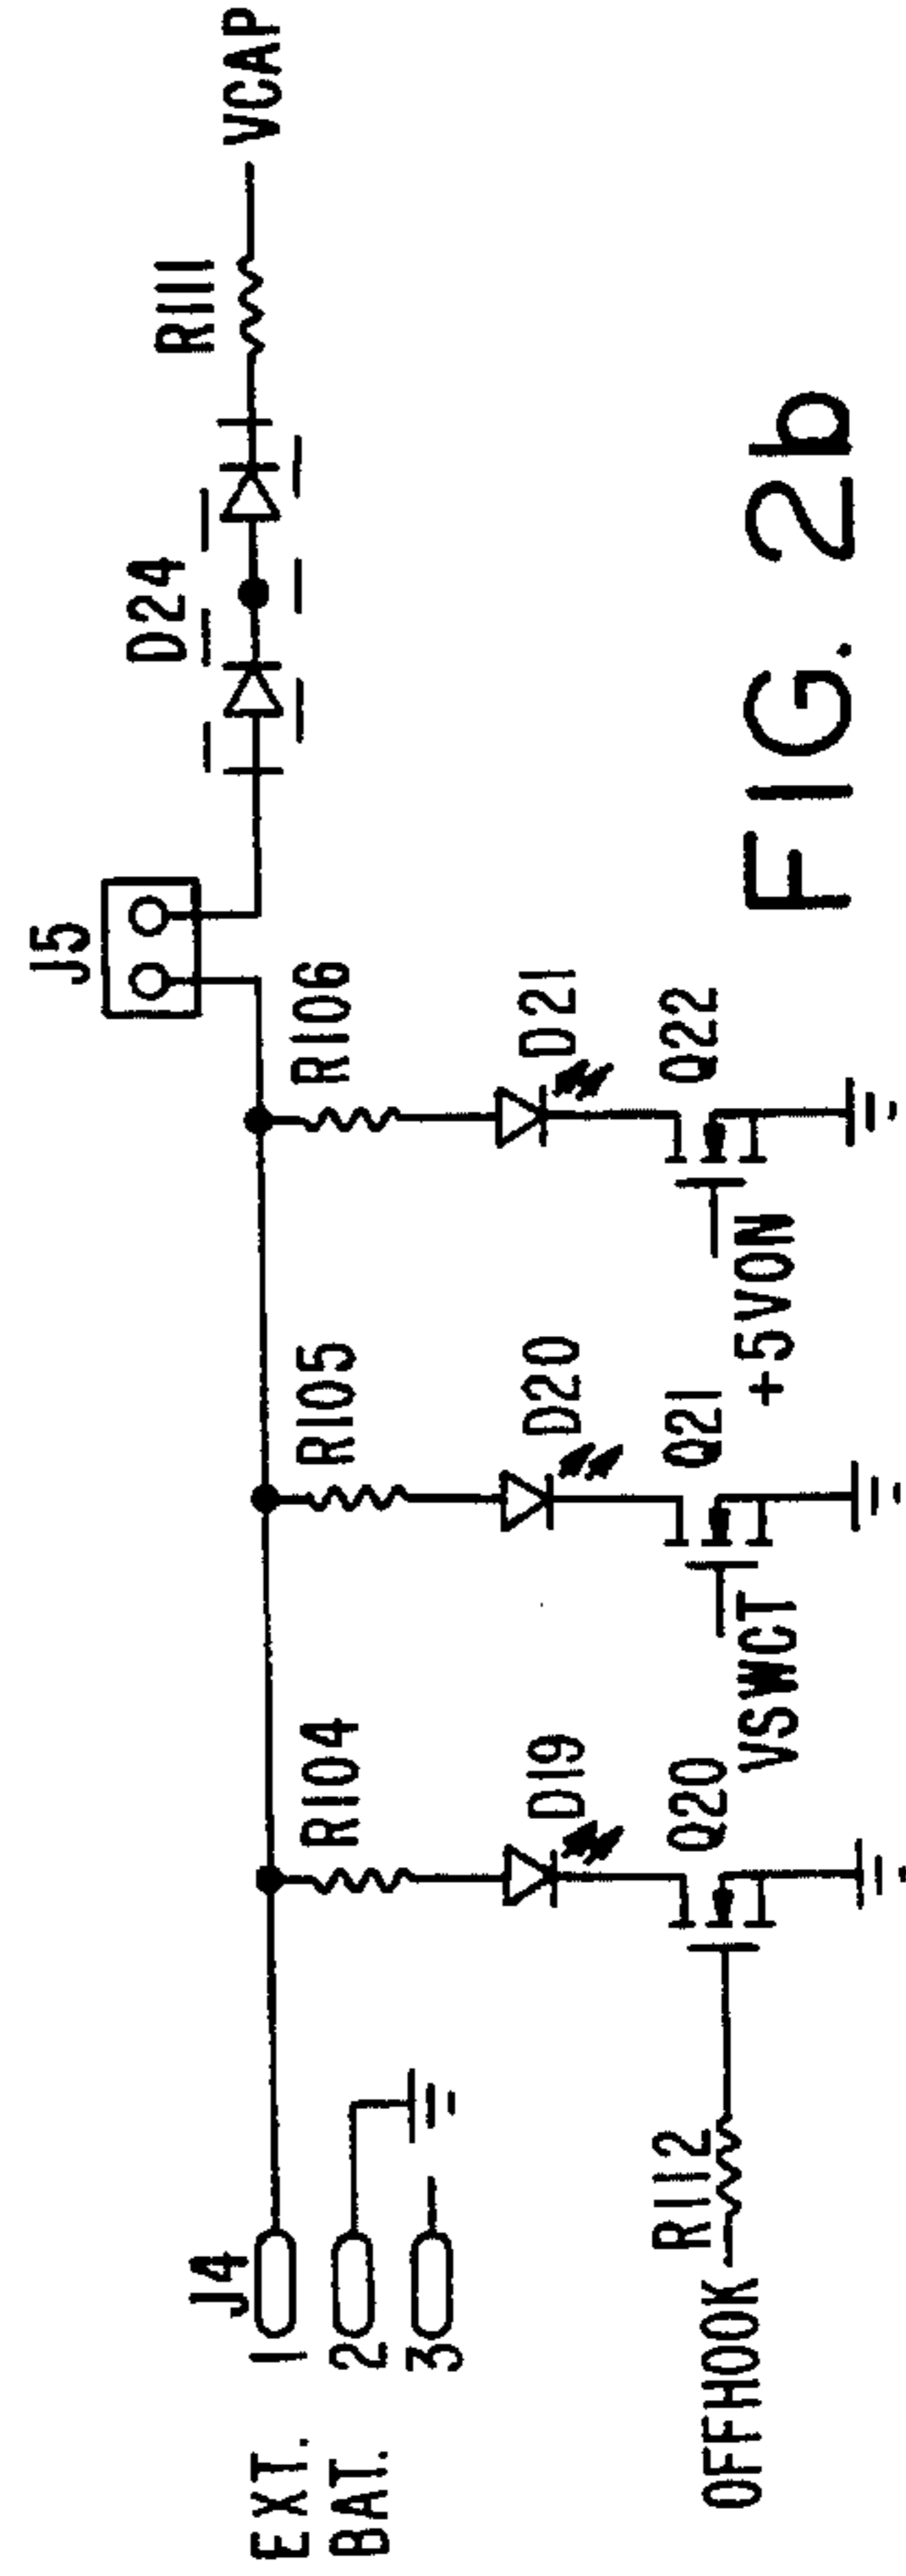 J5
D24
R111
VCAP
J4
1
2
3
EXT.
BAT.
R104
R105
R106
D19
D20
D21
Q20
Q21
Q22
OFFHOOK
R112
VSWCT
+5VON
FIG. 2b